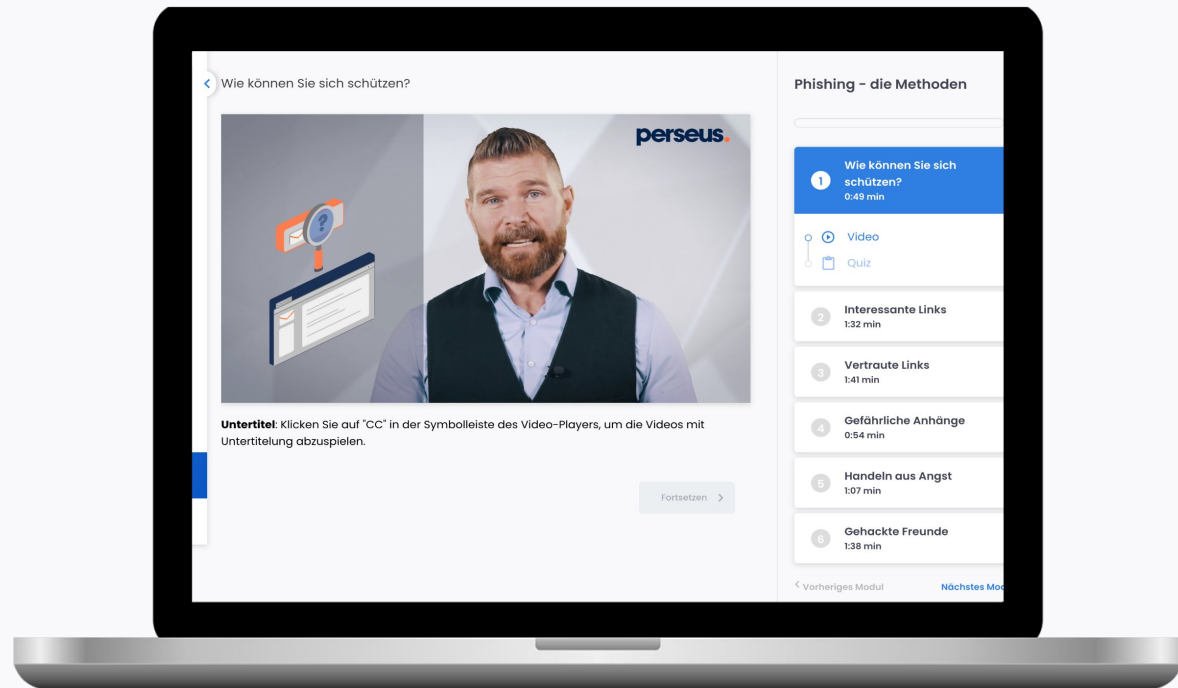 Wie können Sie sich schützen?
perseus.
?
Untertitel: Klicken Sie auf "CC" in der Symbolleiste des Video-Players, um die Videos mit
Untertitelung abzuspielen.
Fortsetzen
Phishing - die Methoden
1
Wie können Sie sich
schützen?
0:49 min
Video
Quiz
2
Interessante Links
1:32 min
3
Vertraute Links
1:41 min
4
Gefährliche Anhänge
0:54 min
5
Handeln aus Angst
1:07 min
6
Gehackte Freunde
1:38 min
Vorheriges Modul
Nächstes Mod